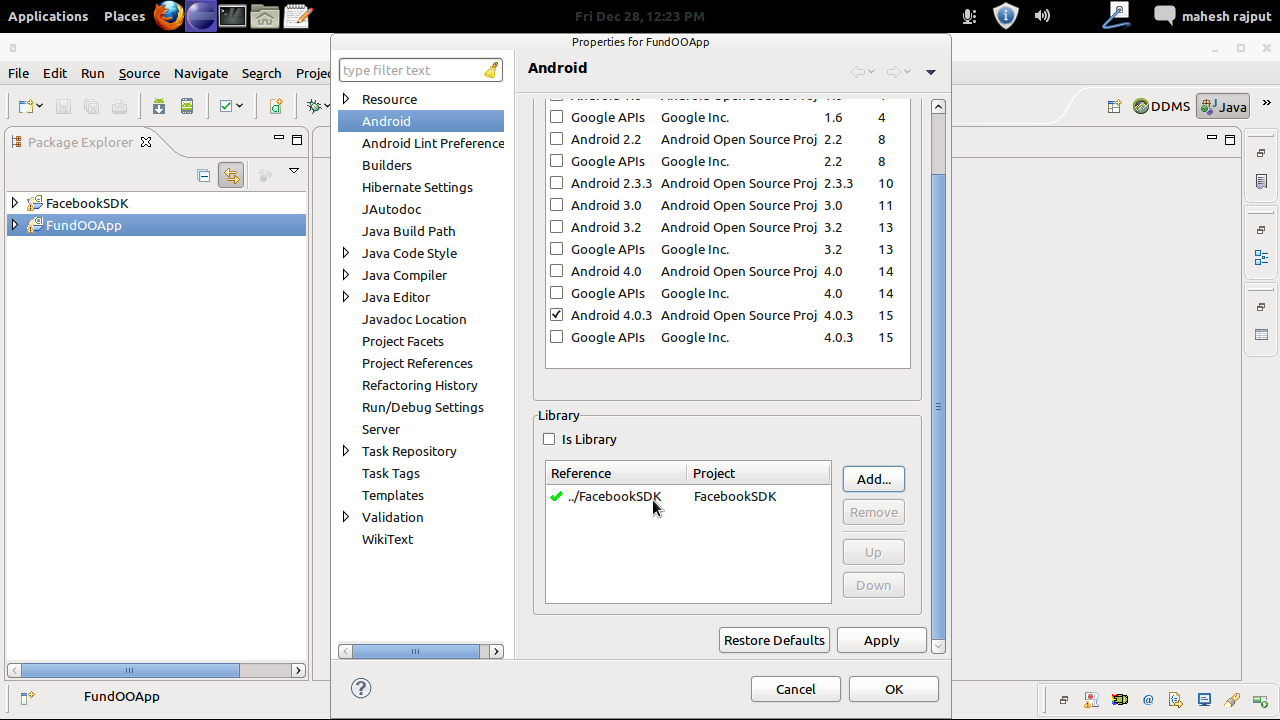 Applications Places Fri Dec 28, 12:23 PM mahesh rajput
Properties for FundOOApp
File Edit Run Source Navigate Search Projec
type filter text
Android
DDMS Java »
Package Explorer
FacebookSDK
FundOOApp
Resource
Android
Android Lint Preference
Builders
Hibernate Settings
JAutodoc
Java Build Path
Java Code Style
Java Compiler
Java Editor
Javadoc Location
Project Facets
Project References
Refactoring History
Run/Debug Settings
Server
Task Repository
Task Tags
Templates
Validation
WikiText
Google APIs Google Inc. 1.6 4
Android 2.2 Android Open Source Proj 2.2 8
Google APIs Google Inc. 2.2 8
Android 2.3.3 Android Open Source Proj 2.3.3 10
Android 3.0 Android Open Source Proj 3.0 11
Android 3.2 Android Open Source Proj 3.2 13
Google APIs Google Inc. 3.2 13
Android 4.0 Android Open Source Proj 4.0 14
Google APIs Google Inc. 4.0 14
Android 4.0.3 Android Open Source Proj 4.0.3 15
Google APIs Google Inc. 4.0.3 15
Library
Is Library
Reference Project
../FacebookSDK FacebookSDK
Add...
Remove
Up
Down
Restore Defaults Apply
Cancel OK
FundOOApp